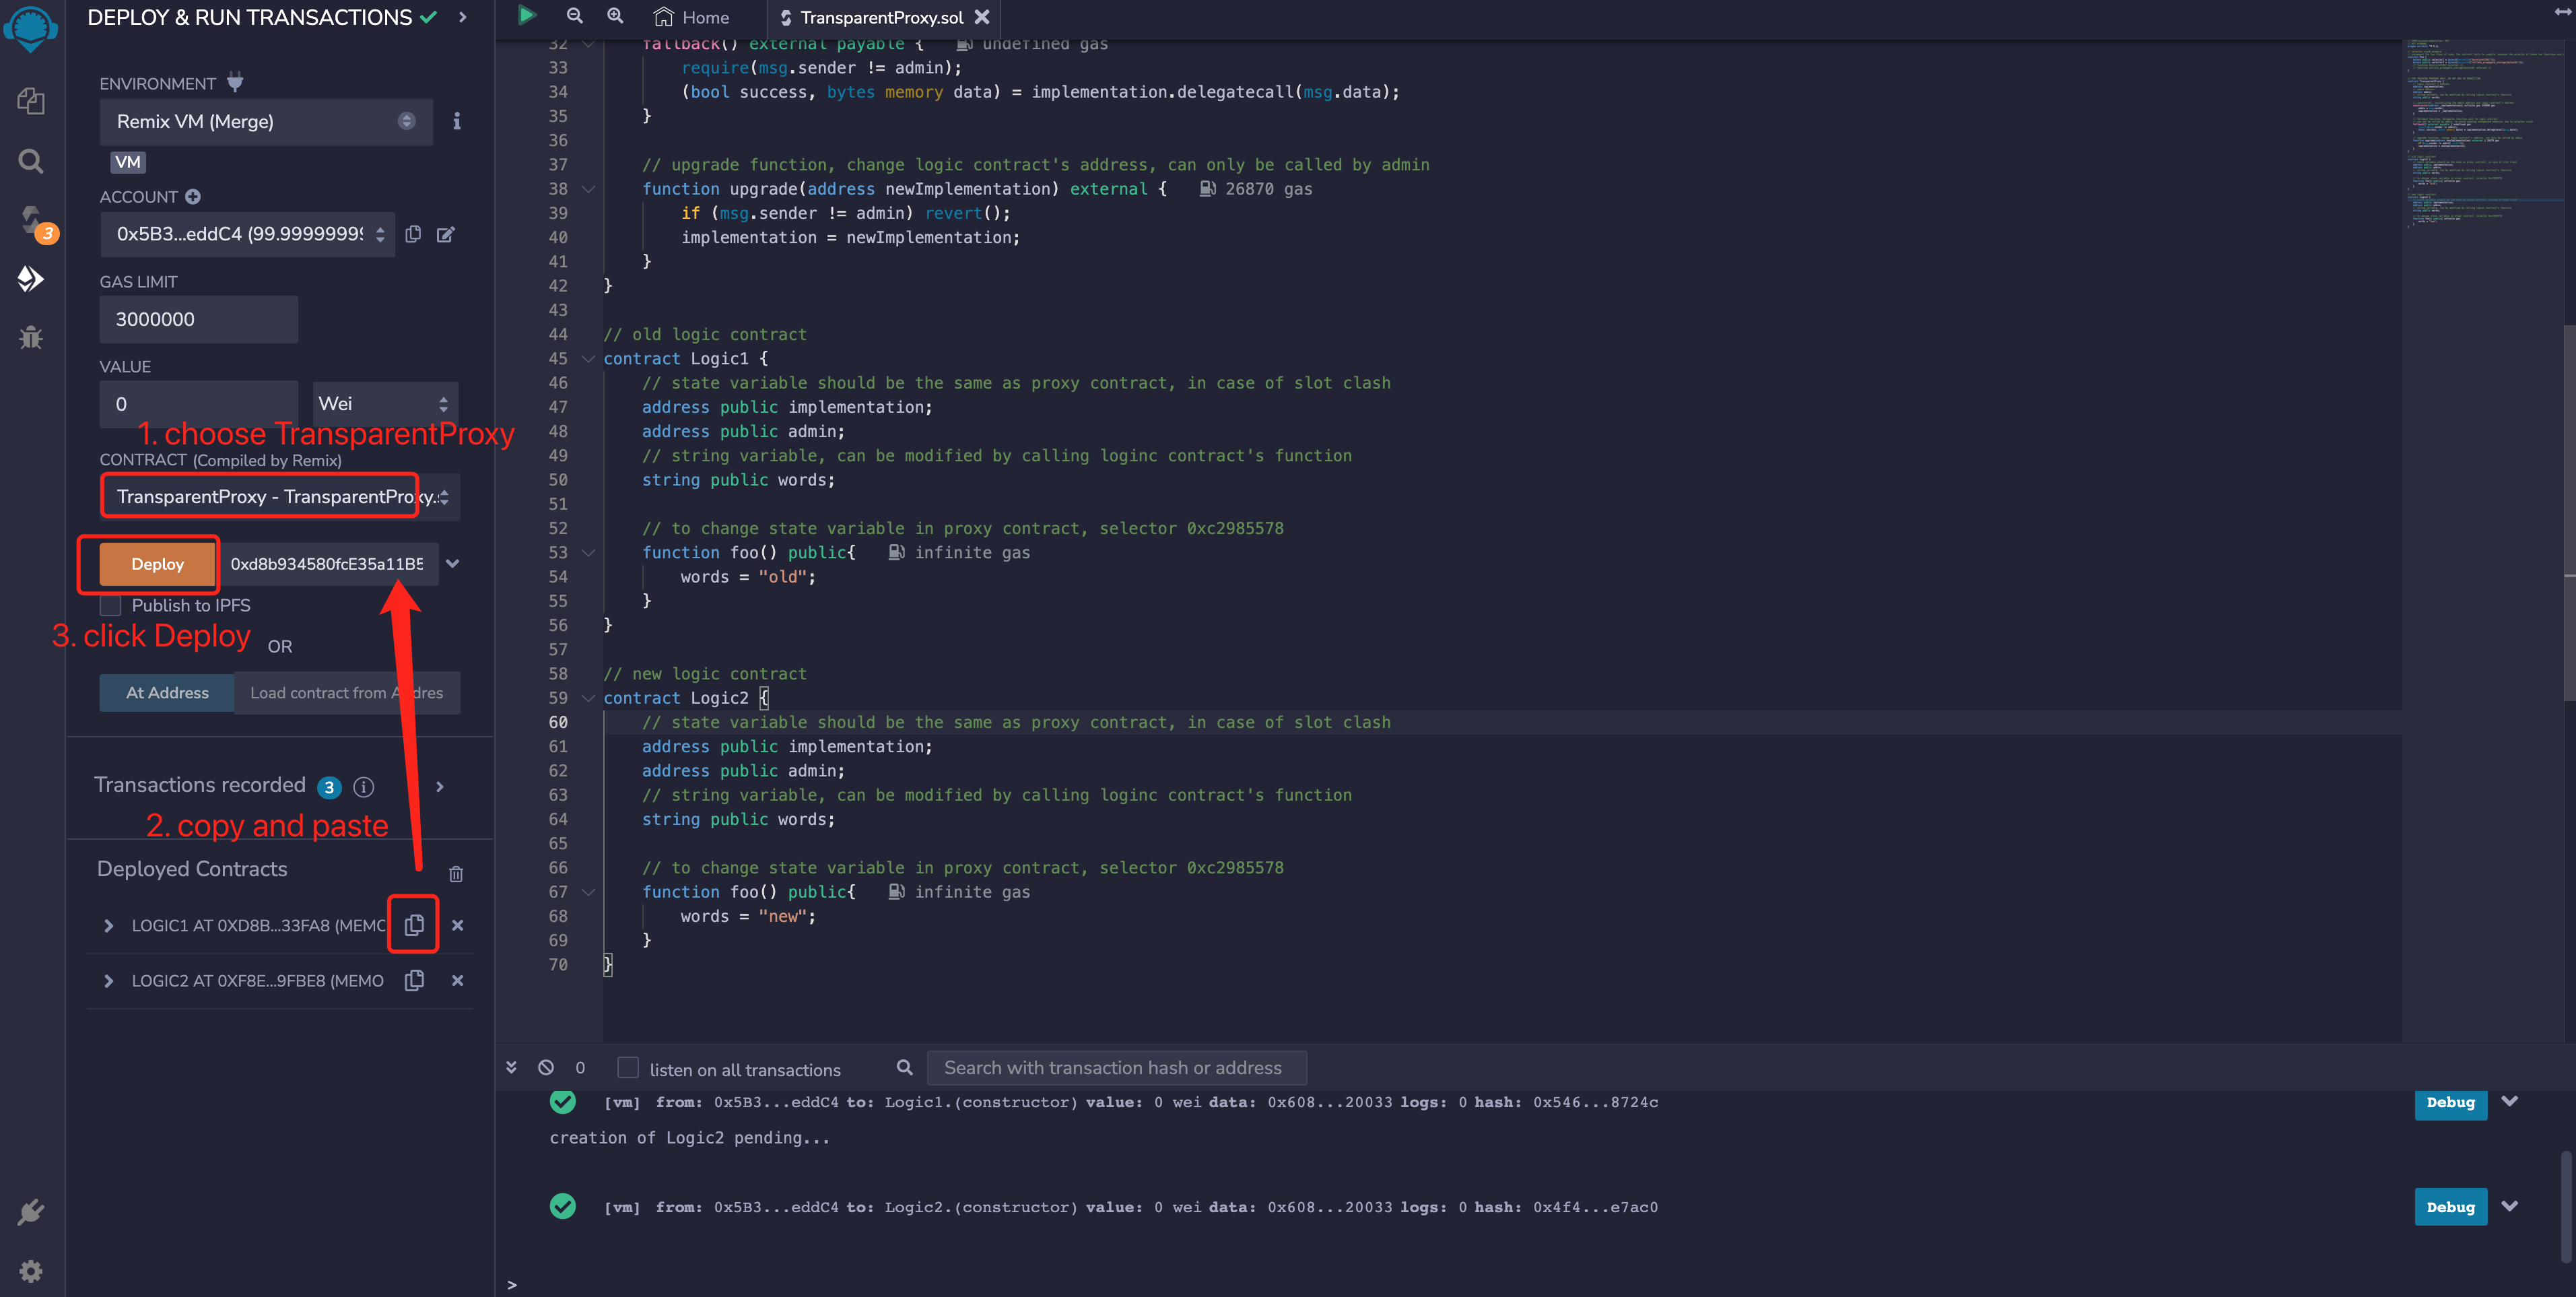 DEPLOY & RUN TRANSACTIONS
ENVIRONMENT
Remix VM (Merge)
VM
ACCOUNT
0x5B3...eddC4 (99.9999999
3
GAS LIMIT
3000000
VALUE
0
Wei
1. choose TransparentProxy
CONTRACT (Compiled by Remix)
TransparentProxy - TransparentProxy.
Deploy
0xd8b934580fcE35a11B5
Publish to IPFS
3. click Deploy
OR
At Address
Load contract from Addres
Transactions recorded 3 i
2. copy and paste
Deployed Contracts
LOGIC1 AT 0XD8B...33FA8 (MEMO
LOGIC2 AT 0XF8E...9FBE8 (MEMO
Home
TransparentProxy.sol
32 fallback() external payable { undefined gas
33 require(msg.sender != admin);
34 (bool success, bytes memory data) = implementation.delegatecall(msg.data);
35 }
36
37 // upgrade function, change logic contract's address, can only be called by admin
38 function upgrade(address newImplementation) external { 26870 gas
39 if (msg.sender != admin) revert();
40 implementation = newImplementation;
41 }
42 }
43
44 // old logic contract
45 contract Logic1 {
46 // state variable should be the same as proxy contract, in case of slot clash
47 address public implementation;
48 address public admin;
49 // string variable, can be modified by calling loginc contract's function
50 string public words;
51
52 // to change state variable in proxy contract, selector 0xc2985578
53 function foo() public{ infinite gas
54 words = "old";
55 }
56 }
57
58 // new logic contract
59 contract Logic2 {
60 // state variable should be the same as proxy contract, in case of slot clash
61 address public implementation;
62 address public admin;
63 // string variable, can be modified by calling loginc contract's function
64 string public words;
65
66 // to change state variable in proxy contract, selector 0xc2985578
67 function foo() public{ infinite gas
68 words = "new";
69 }
70 }
0
listen on all transactions
Search with transaction hash or address
[vm] from: 0x5B3...eddC4 to: Logic1.(constructor) value: 0 wei data: 0x608...20033 logs: 0 hash: 0x546...8724c
Debug
creation of Logic2 pending...
[vm] from: 0x5B3...eddC4 to: Logic2.(constructor) value: 0 wei data: 0x608...20033 logs: 0 hash: 0x4f4...e7ac0
Debug
>